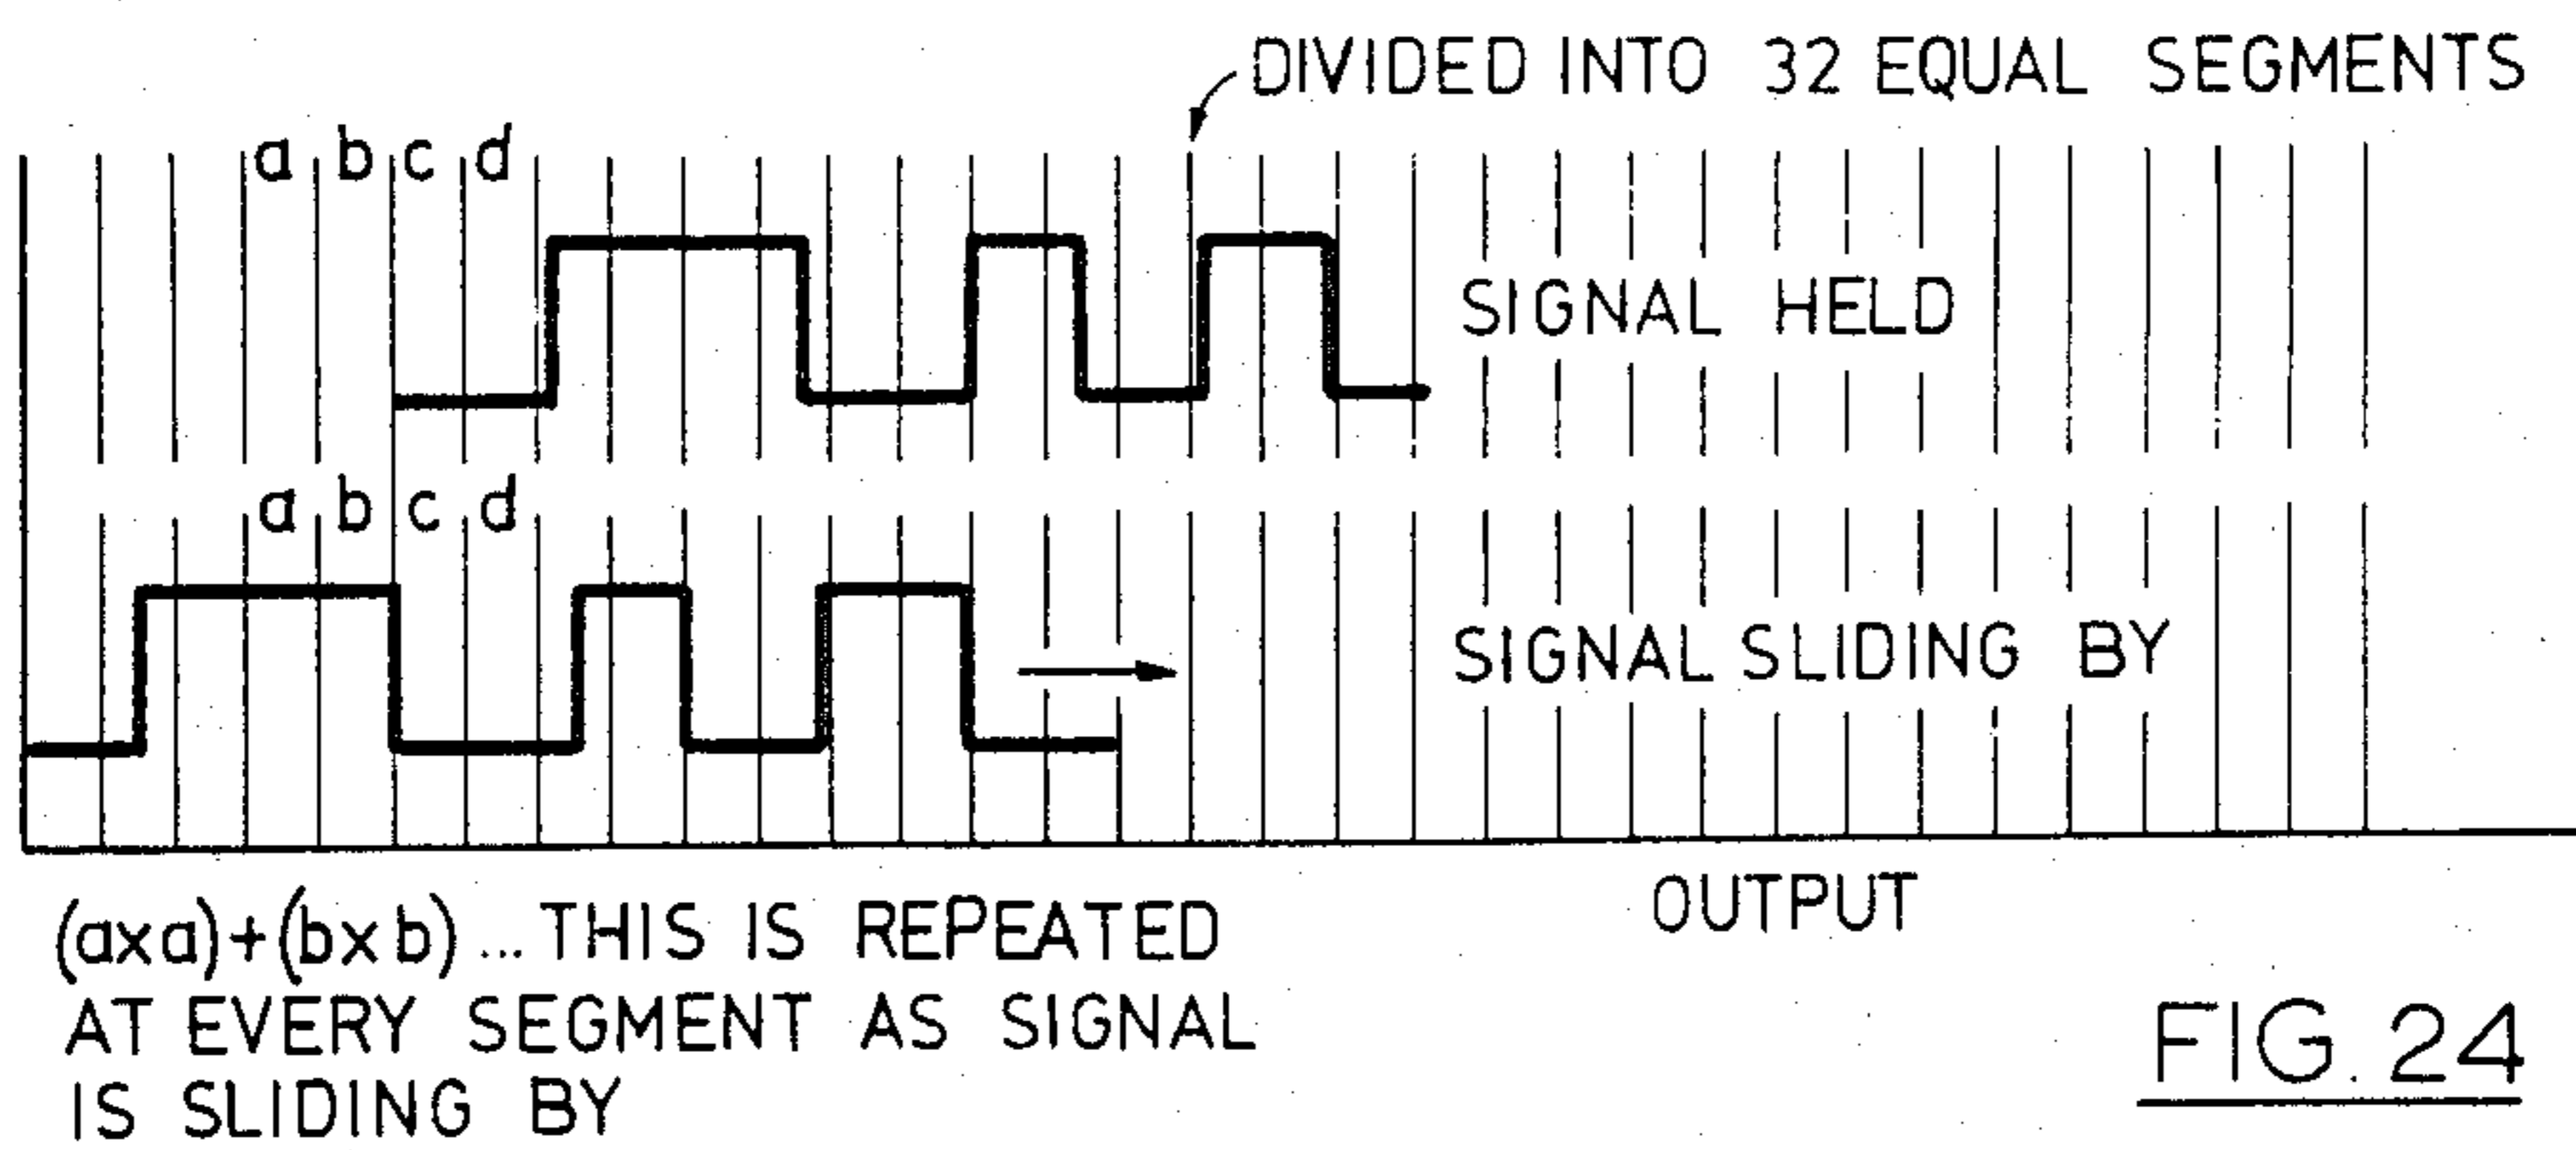 DIVIDED INTO 32 EQUAL SEGMENTS
a b c d
SIGNAL HELD
a b c d
SIGNAL SLIDING BY
OUTPUT
(axa)+(bxb)...THIS IS REPEATED
AT EVERY SEGMENT AS SIGNAL
IS SLIDING BY
FIG. 24